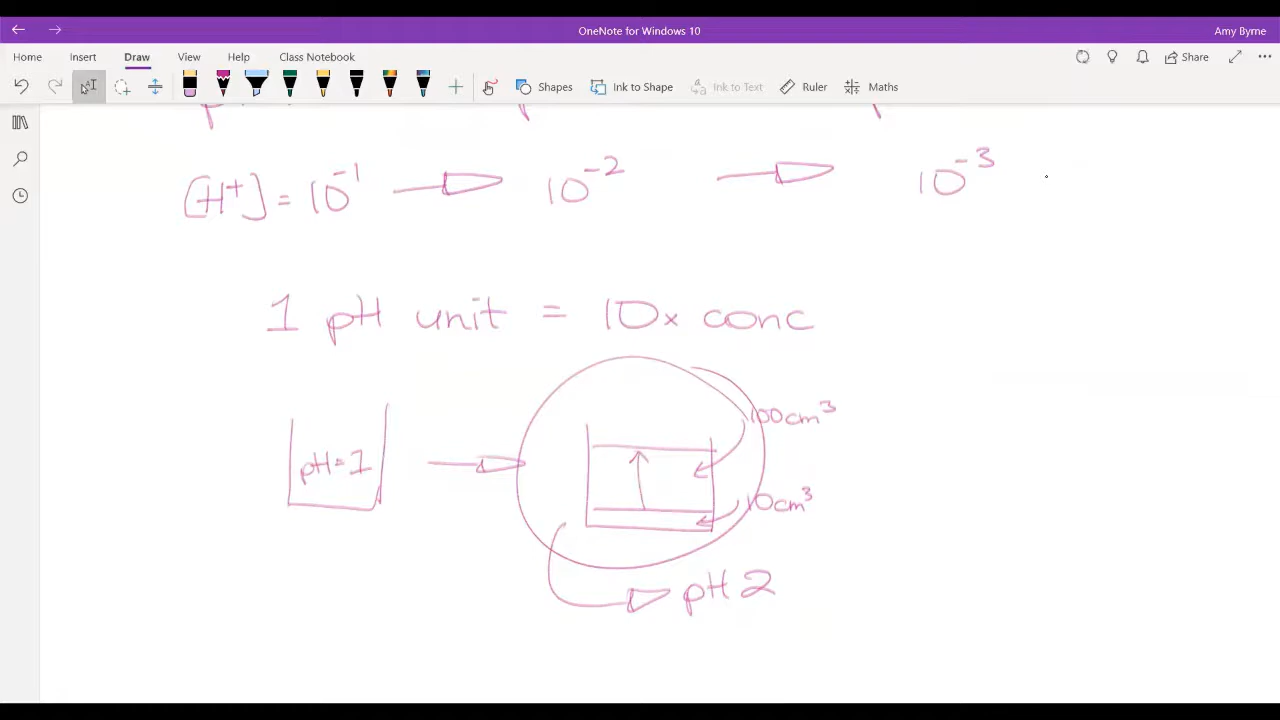 OneNote for Windows 10
Amy Byrne
Home Insert Draw View Help Class Notebook
Share
Shapes Ink to Shape Ink to Text Ruler Maths
[H⁺] = 10⁻¹ → 10⁻² → 10⁻³
1 pH unit = 10x conc
100cm³
pH=1
10cm³
pH 2